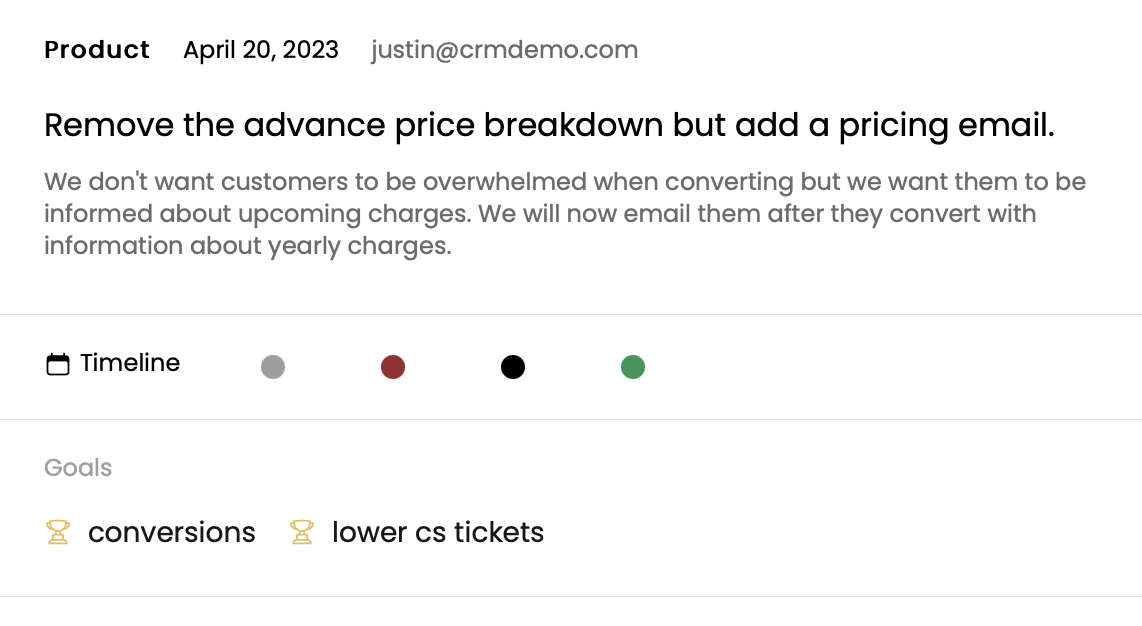 Product April 20, 2023 justin@crmdemo.com
Remove the advance price breakdown but add a pricing email.
We don't want customers to be overwhelmed when converting but we want them to be
informed about upcoming charges. We will now email them after they convert with
information about yearly charges.
Timeline
Goals
conversions lower cs tickets